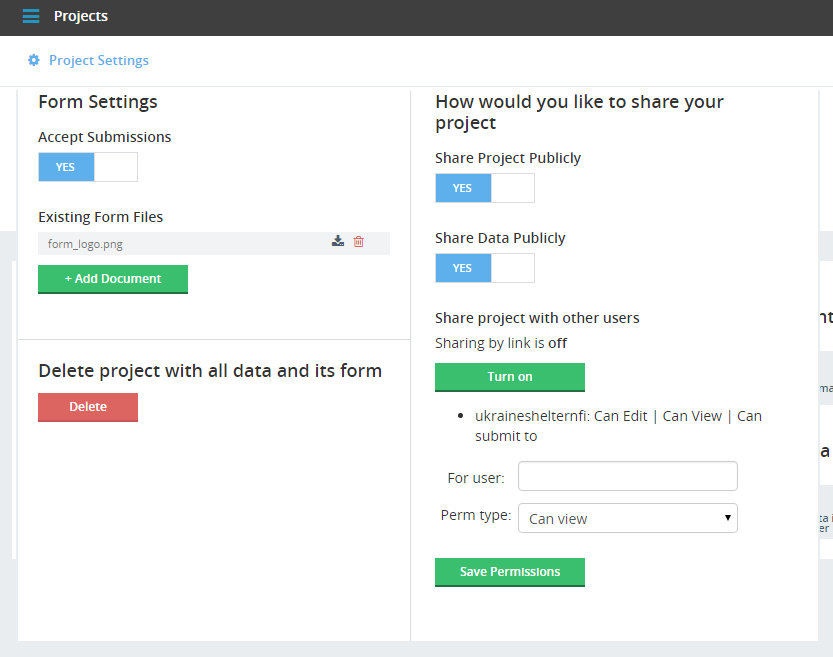 Projects
Project Settings
Form Settings
Accept Submissions
YES
Existing Form Files
form_logo.png
+ Add Document
Delete project with all data and its form
Delete
How would you like to share your
project
Share Project Publicly
YES
Share Data Publicly
YES
Share project with other users
Sharing by link is off
Turn on
• ukraineshelternfi: Can Edit | Can View | Can
submit to
For user:
Perm type:
Can view
Save Permissions